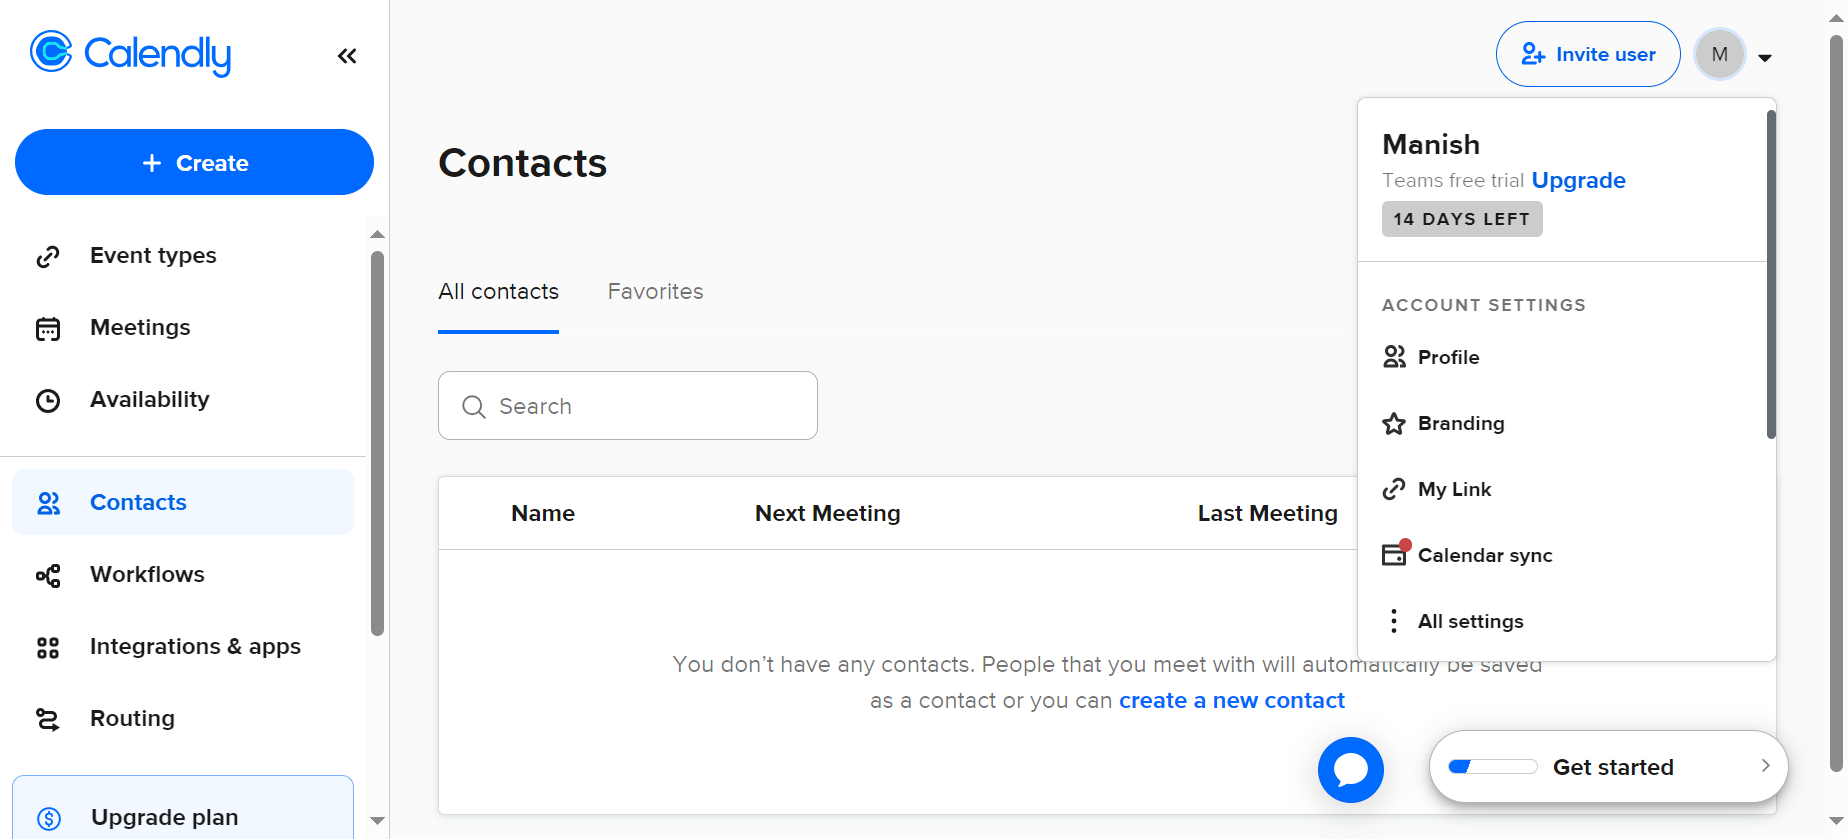 Calendly
Create
Event types
Meetings
Availability
Contacts
Workflows
Integrations & apps
Routing
Upgrade plan
Invite user
M
Contacts
All contacts
Favorites
Search
Name
Next Meeting
Last Meeting
You don’t have any contacts. People that you meet with will automatically be saved
as a contact or you can create a new contact
Manish
Teams free trial Upgrade
14 DAYS LEFT
ACCOUNT SETTINGS
Profile
Branding
My Link
Calendar sync
All settings
Get started